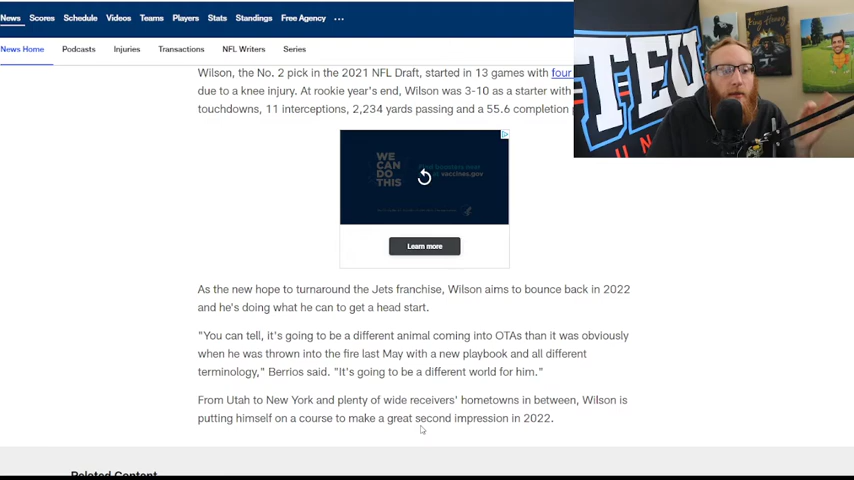 News Scores Schedule Videos Teams Players Stats Standings Free Agency ...
News Home Podcasts Injuries Transactions NFL Writers Series
Wilson, the No. 2 pick in the 2021 NFL Draft, started in 13 games with four
due to a knee injury. At rookie year's end, Wilson was 3-10 as a starter with
touchdowns, 11 interceptions, 2,234 yards passing and a 55.6 completion
TEU
WE
CAN
DO
THIS
vaccines.gov
Learn more
As the new hope to turnaround the Jets franchise, Wilson aims to bounce back in 2022
and he's doing what he can to get a head start.
"You can tell, it's going to be a different animal coming into OTAs than it was obviously
when he was thrown into the fire last May with a new playbook and all different
terminology," Berrios said. "It's going to be a different world for him."
From Utah to New York and plenty of wide receivers' hometowns in between, Wilson is
putting himself on a course to make a great second impression in 2022.
Related Content